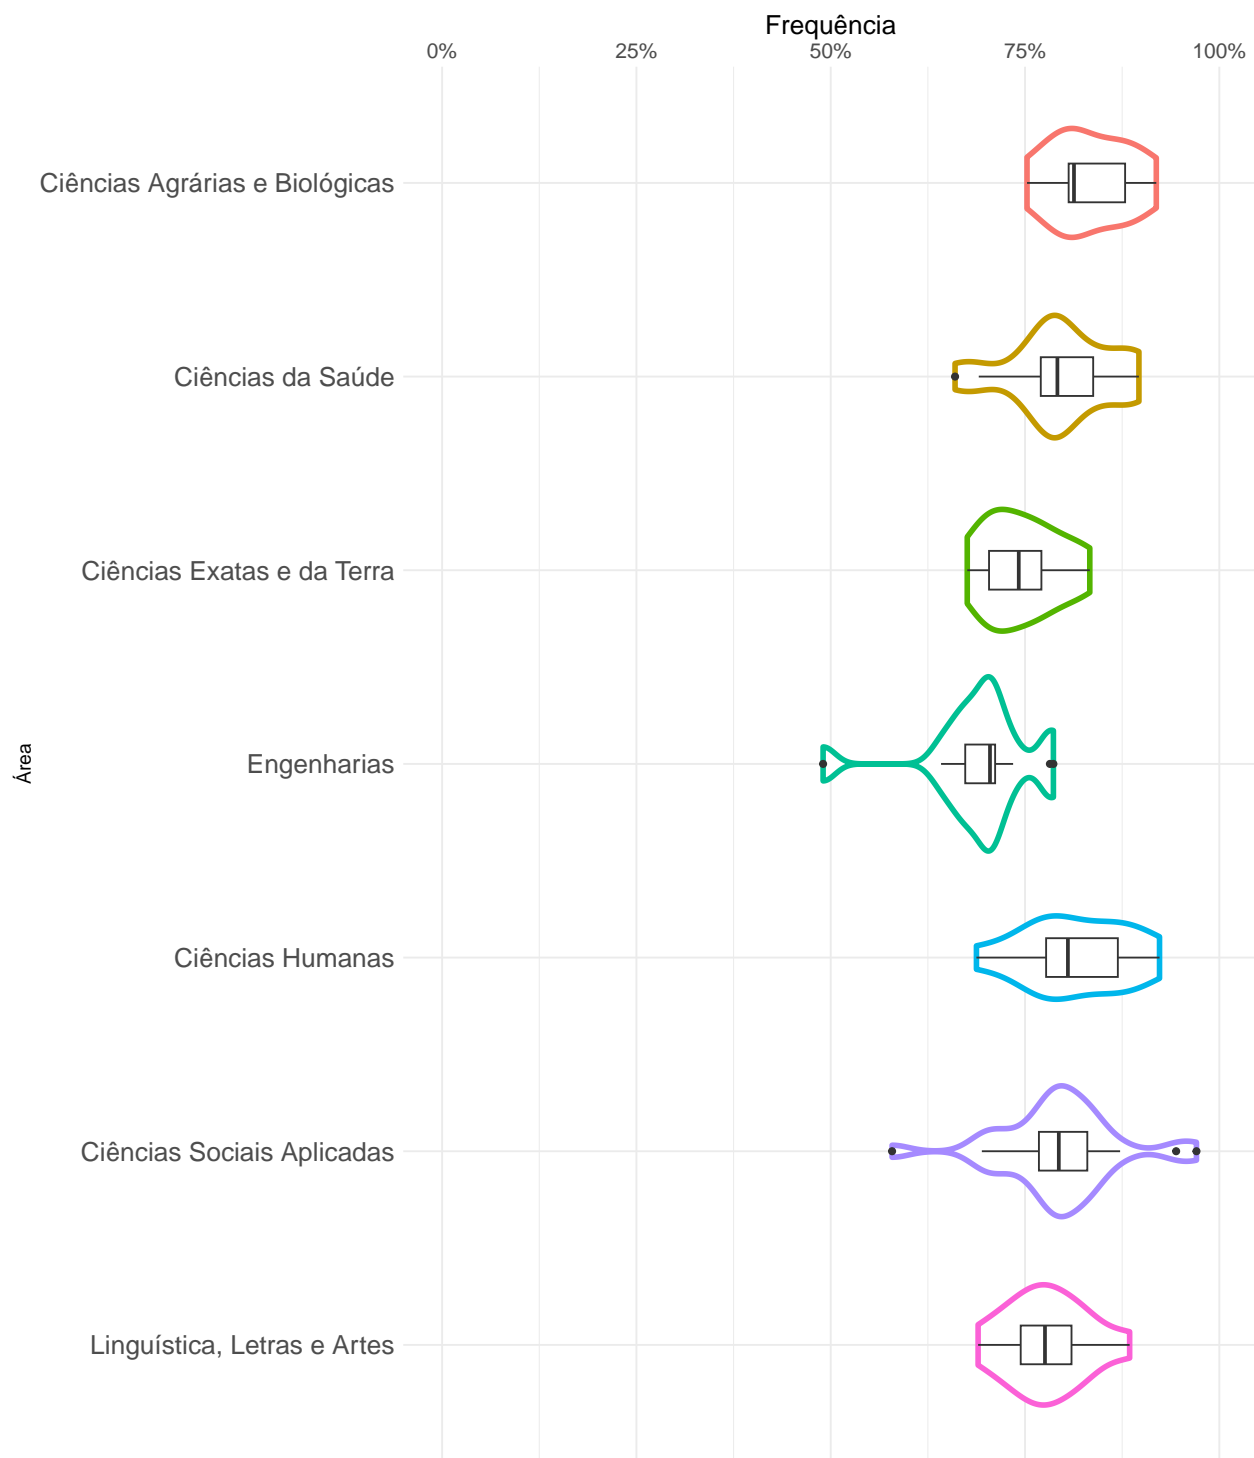 Frequência
0% 25% 50% 75% 100%
Ciências Agrárias e Biológicas
Ciências da Saúde
Ciências Exatas e da Terra
Engenharias
Área
Ciências Humanas
Ciências Sociais Aplicadas
Linguística, Letras e Artes